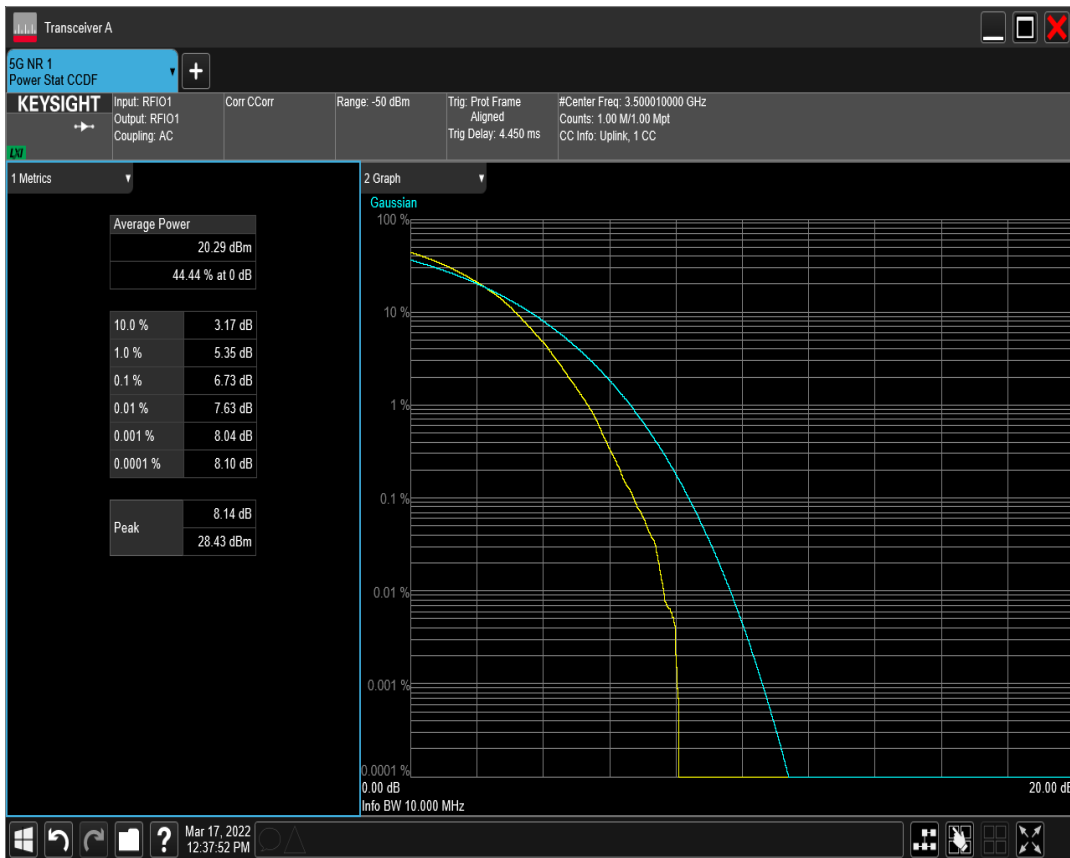 Transceiver A
5G NR 1
Power Stat CCDF
KEYSIGHT
LXI
Input: RFIO1
Output: RFIO1
Coupling: AC
Corr CCorr
Range: -50 dBm
Trig: Prot Frame
Aligned
Trig Delay: 4.450 ms
#Center Freq: 3.500010000 GHz
Counts: 1.00 M/1.00 Mpt
CC Info: Uplink, 1 CC
1 Metrics
Average Power
20.29 dBm
44.44 % at 0 dB
10.0 % 3.17 dB
1.0 % 5.35 dB
0.1 % 6.73 dB
0.01 % 7.63 dB
0.001 % 8.04 dB
0.0001 % 8.10 dB
Peak 8.14 dB
28.43 dBm
2 Graph
Gaussian
100 %
10 %
1 %
0.1 %
0.01 %
0.001 %
0.0001 %
0.00 dB 20.00 dB
Info BW 10.000 MHz
Mar 17, 2022
12:37:52 PM